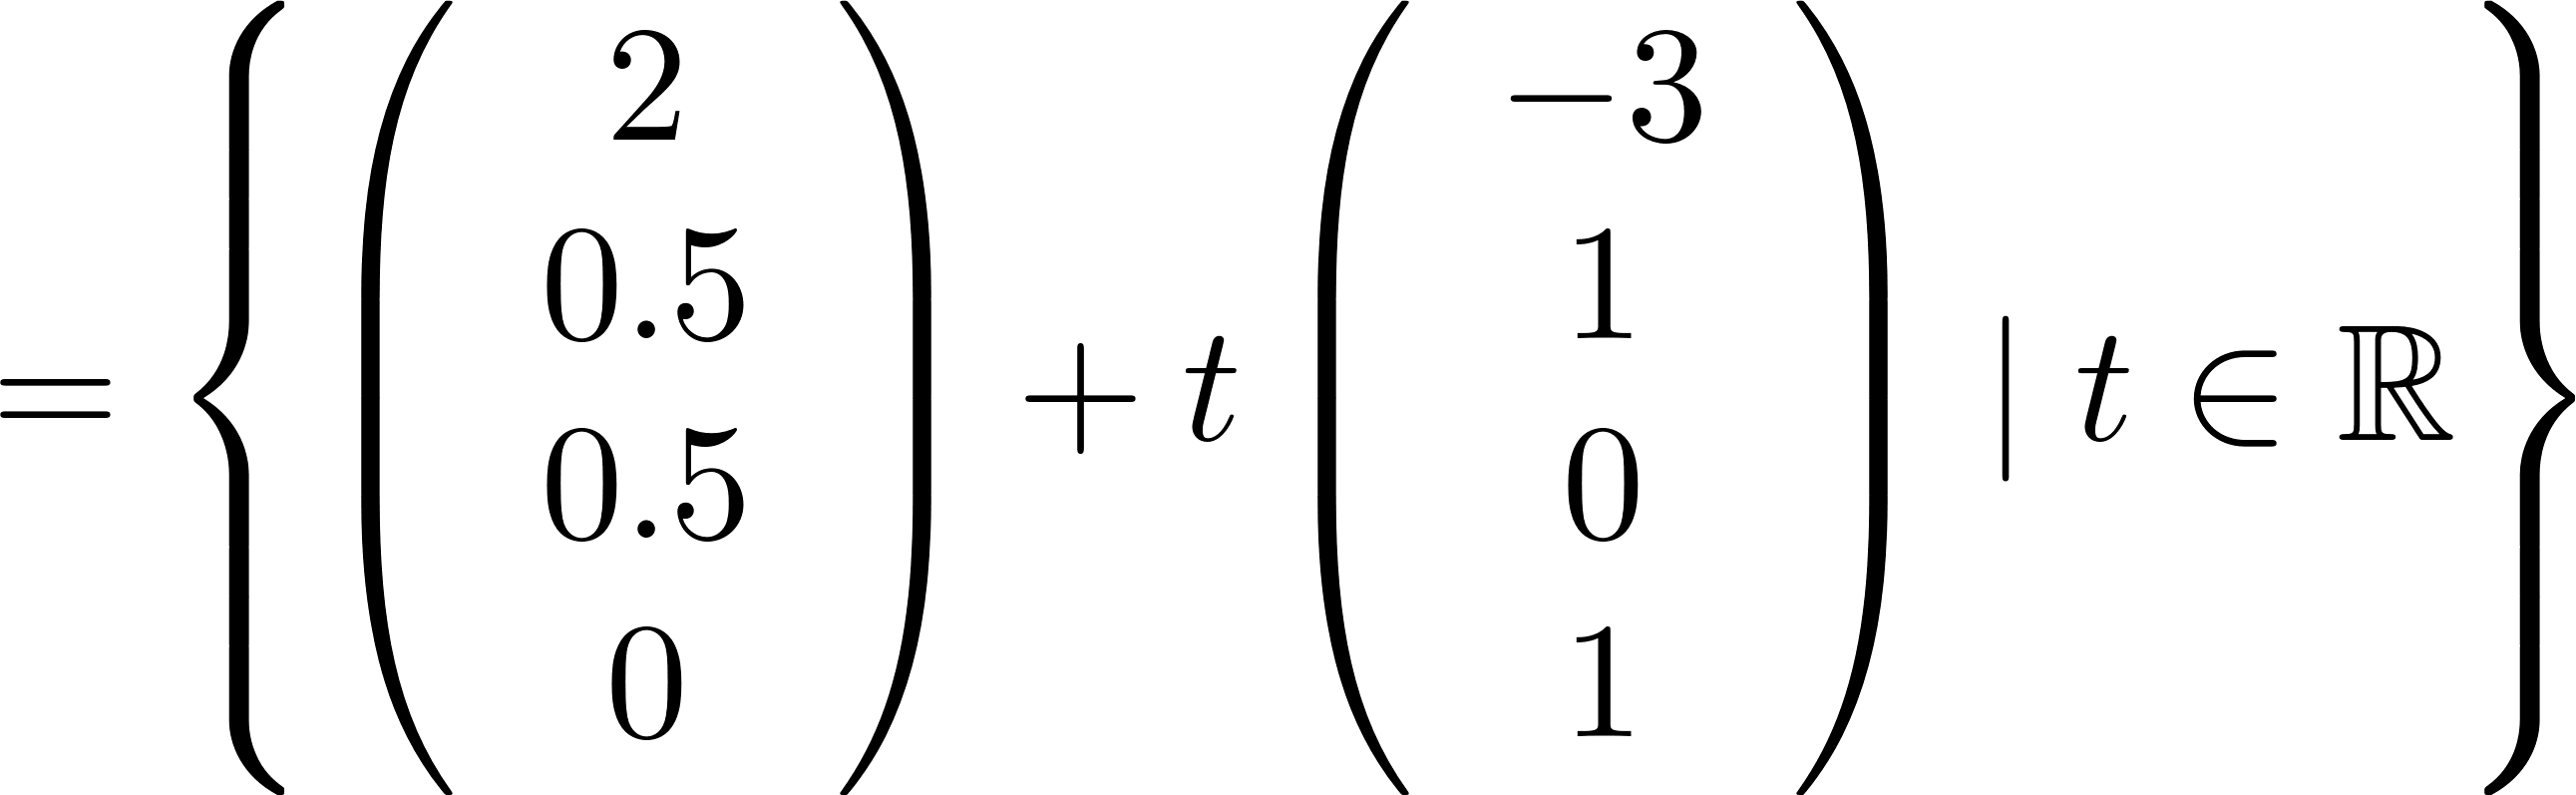 = { ( 2 0.5 0.5 0 ) + t ( −3 1 0 1 ) | t ∈ ℝ }